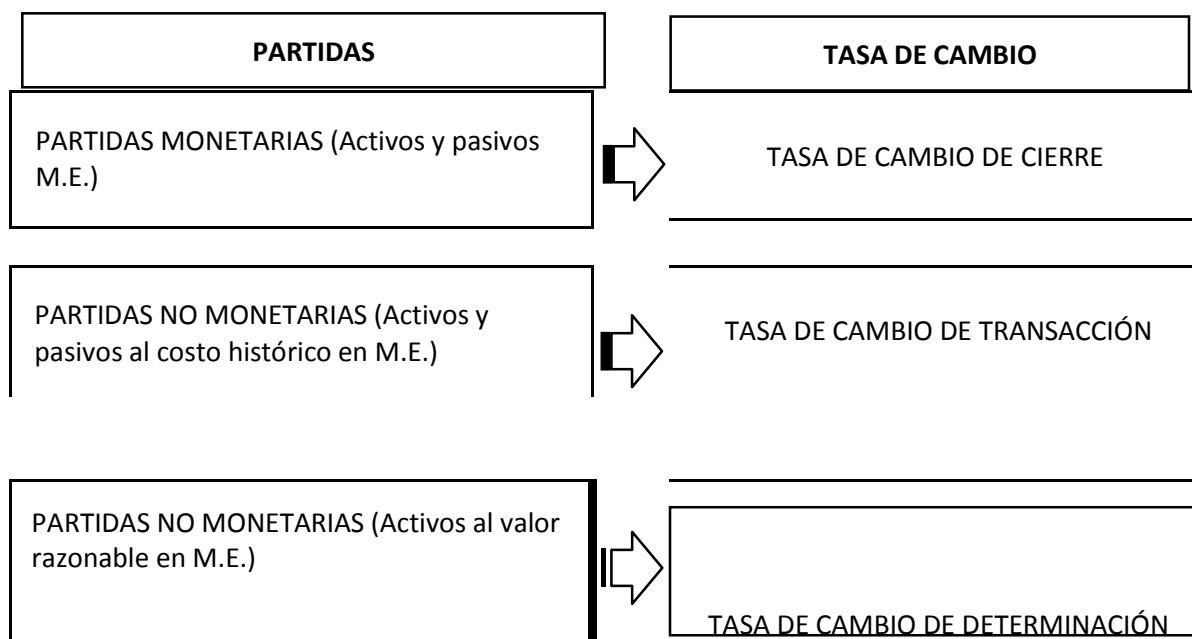 PARTIDAS
TASA DE CAMBIO
PARTIDAS MONETARIAS (Activos y pasivos
M.E.)
TASA DE CAMBIO DE CIERRE
PARTIDAS NO MONETARIAS (Activos y
pasivos al costo histórico en M.E.)
TASA DE CAMBIO DE TRANSACCIÓN
PARTIDAS NO MONETARIAS (Activos al valor
razonable en M.E.)
TASA DE CAMBIO DE DETERMINACIÓN